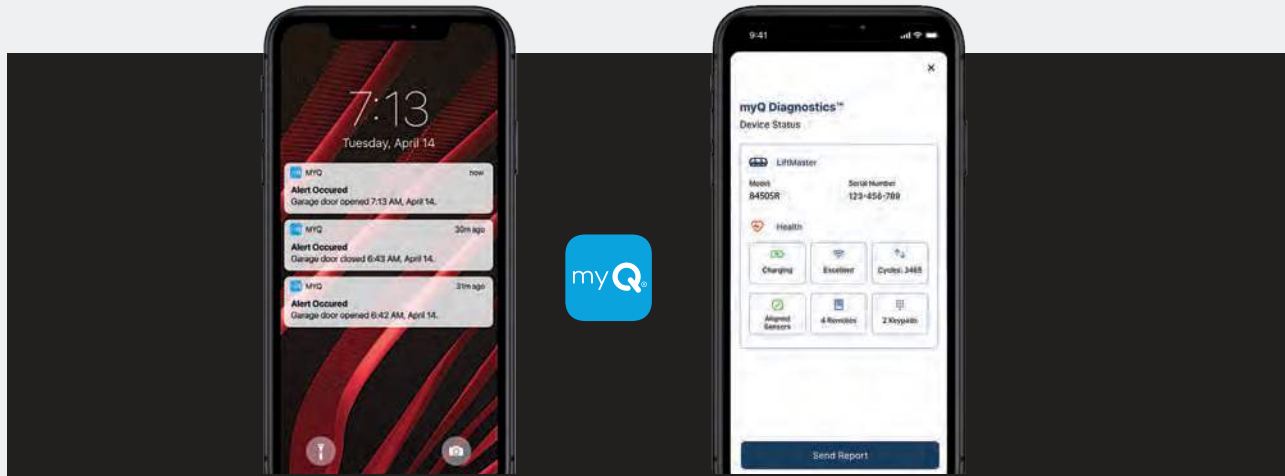 7:13
Tuesday, April 14
MYQ now
Alert Occured
Garage door opened 7:13 AM, April 14.
MYQ 30m ago
Alert Occured
Garage door closed 6:43 AM, April 14.
MYQ 31m ago
Alert Occured
Garage door opened 6:42 AM, April 14.
myQ®
9:41
myQ Diagnostics™
Device Status
LiftMaster
Model Serial Number
84505R 123-456-789
Health
Charging Excellent Cycles: 3465
Aligned Sensors 4 Remotes 2 Keypads
Send Report